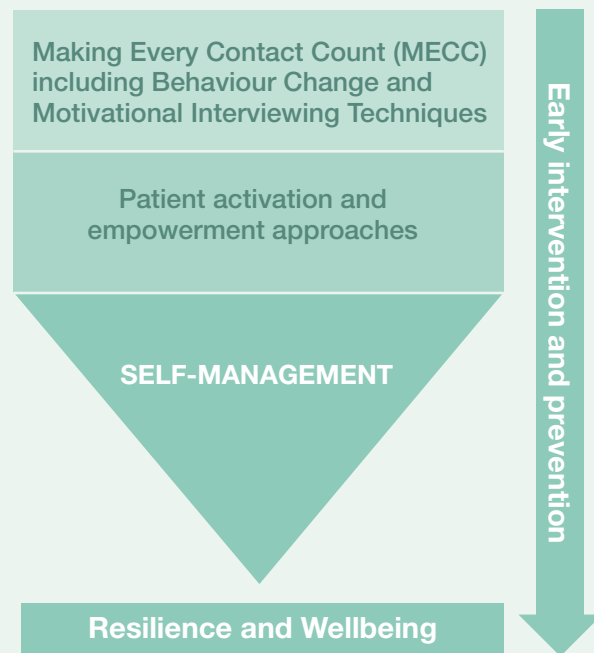 Making Every Contact Count (MECC)
including Behaviour Change and
Motivational Interviewing Techniques
Patient activation and
empowerment approaches
SELF-MANAGEMENT
Resilience and Wellbeing
Early intervention and prevention